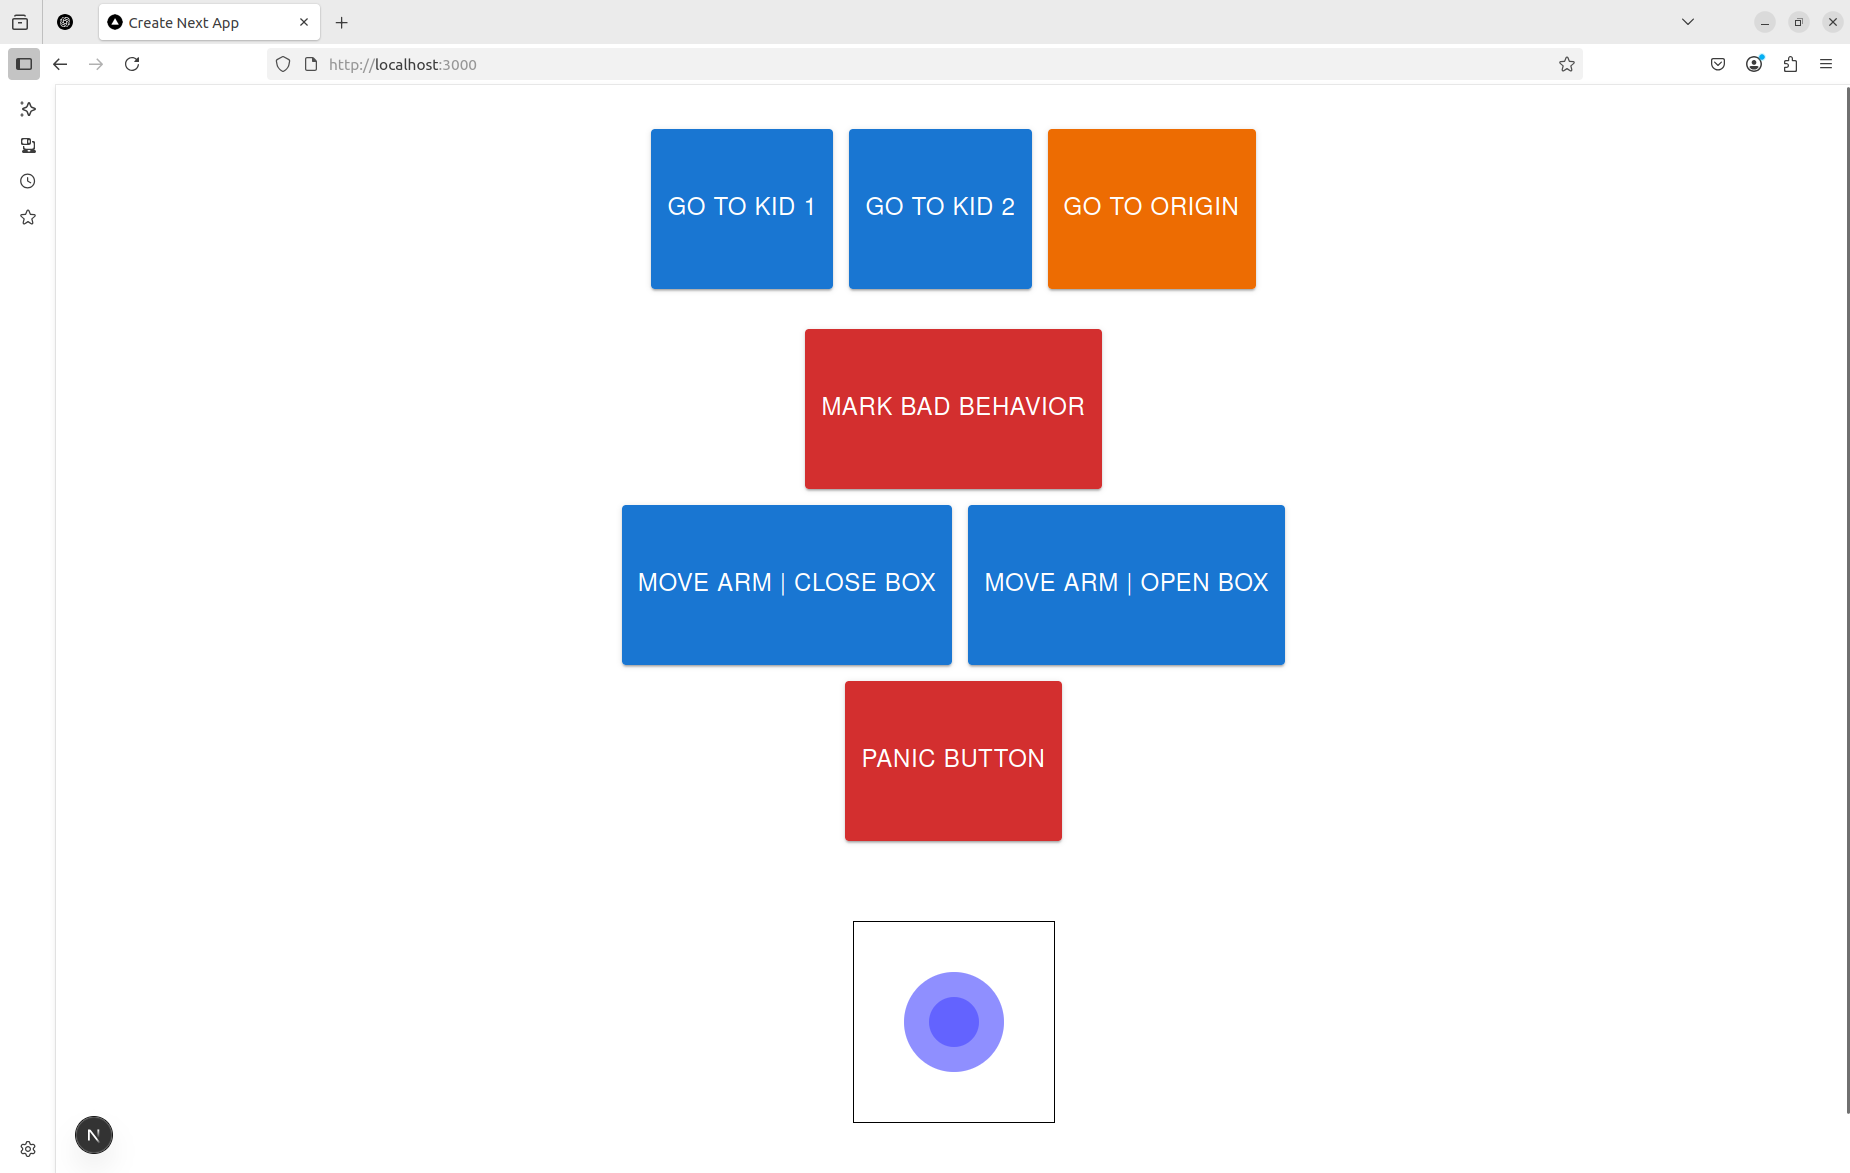 Create Next App
http://localhost:3000
GO TO KID 1
GO TO KID 2
GO TO ORIGIN
MARK BAD BEHAVIOR
MOVE ARM | CLOSE BOX
MOVE ARM | OPEN BOX
PANIC BUTTON
N